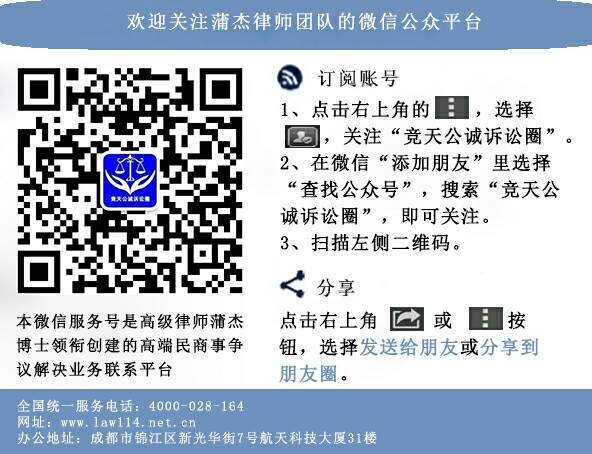 欢迎关注蒲杰律师团队的微信公众平台
竞天公诚诉讼圈
本微信服务号是高级律师蒲杰
博士领衔创建的高端民商事争
议解决业务联系平台
订阅账号
1、点击右上角的 ，选择
，关注“竞天公诚诉讼圈”。
2、在微信“添加朋友”里选择
“查找公众号”，搜索“竞天公
诚诉讼圈”，即可关注。
3、扫描左侧二维码。
分享
点击右上角 或 按
钮，选择发送给朋友或分享到
朋友圈。
全国统一服务电话：4000-028-164
网址：www.law114.net.cn
办公地址：成都市锦江区新光华街7号航天科技大厦31楼